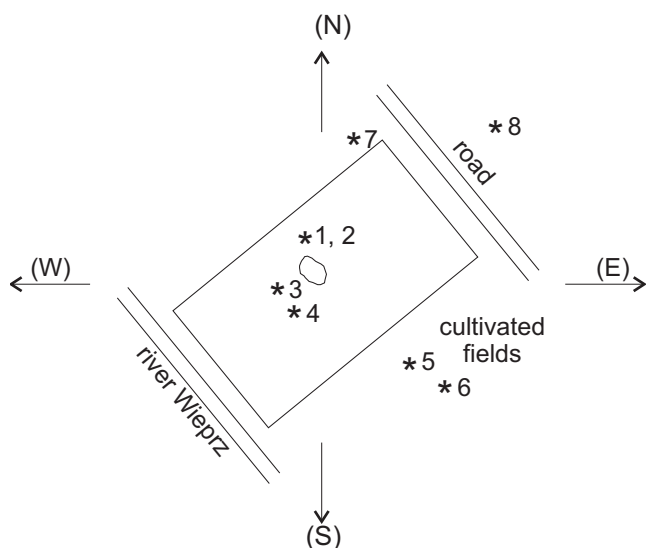 (N)
*7
*8
road
*1, 2
(W)
(E)
*3
*4
cultivated
fields
river Wieprz
*5
*6
(S)